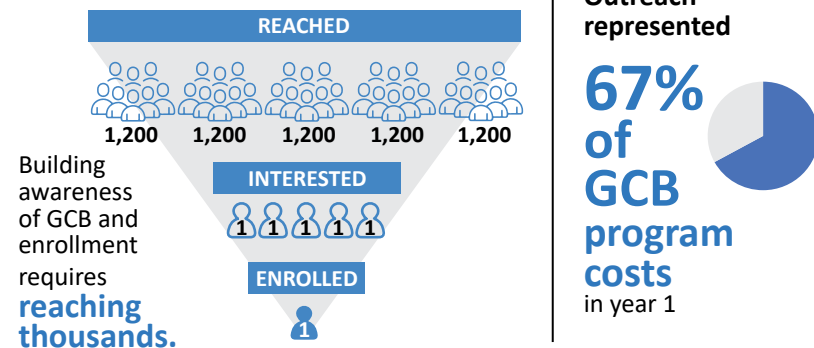 REACHED
1,200 1,200 1,200 1,200 1,200
Building
awareness
of GCB and
enrollment
requires
reaching
thousands.
INTERESTED
1 1 1 1 1
ENROLLED
1
Outreach
represented
67%
of
GCB
program
costs
in year 1